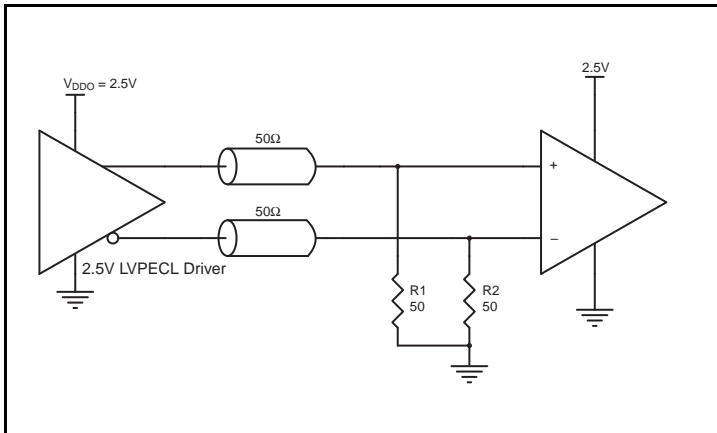 2.5V
V_DDO = 2.5V
50Ω
+
50Ω
–
2.5V LVPECL Driver
R1
50
R2
50